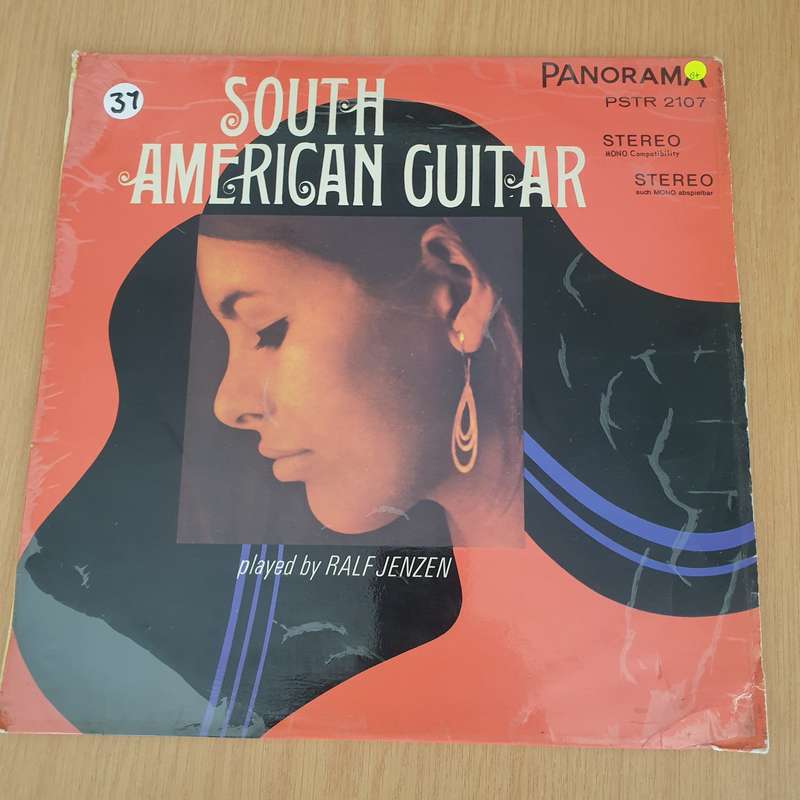 37
SOUTH
AMERICAN GUITAR
PANORAMA
PSTR 2107
STEREO
MONO Compatibility
STEREO
auch MONO abspielbar
played by RALF JENZEN